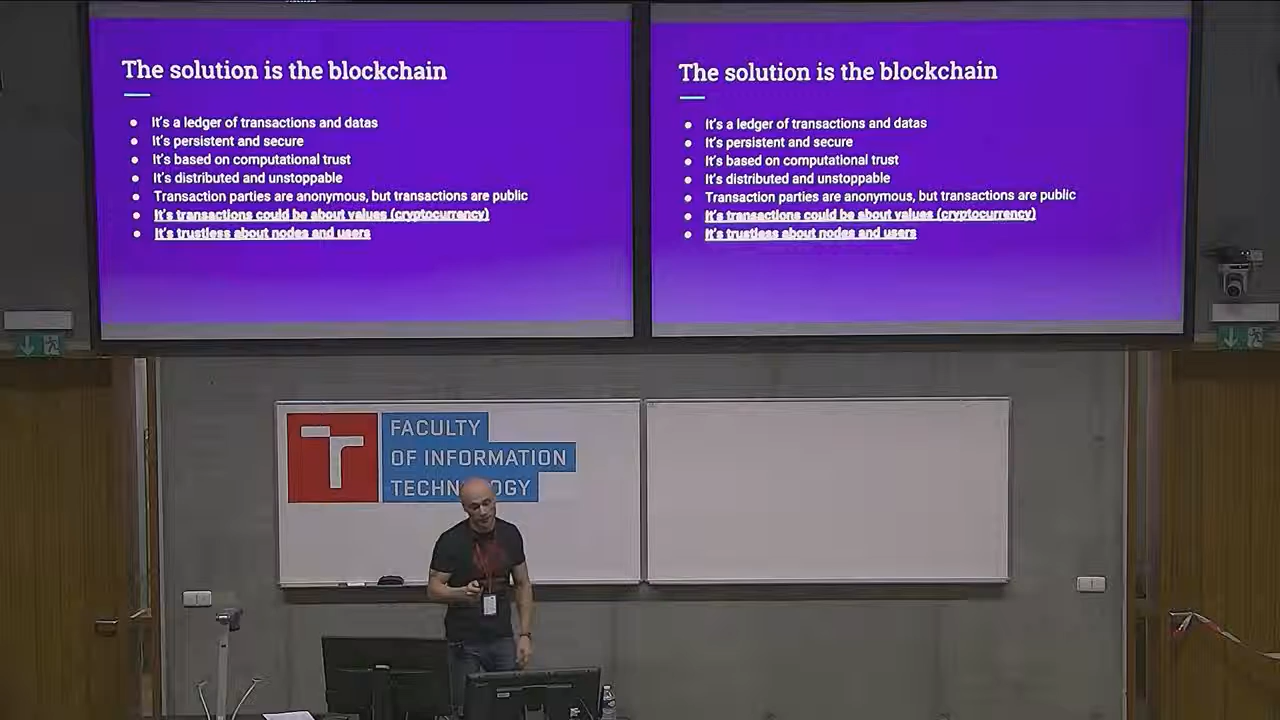 The solution is the blockchain
It's a ledger of transactions and datas
It's persistent and secure
It's based on computational trust
It's distributed and unstoppable
Transaction parties are anonymous, but transactions are public
It's transactions could be about values (cryptocurrency)
It's trustless about nodes and users
The solution is the blockchain
It's a ledger of transactions and datas
It's persistent and secure
It's based on computational trust
It's distributed and unstoppable
Transaction parties are anonymous, but transactions are public
It's transactions could be about values (cryptocurrency)
It's trustless about nodes and users
T
FACULTY
OF INFORMATION
TECHNOLOGY